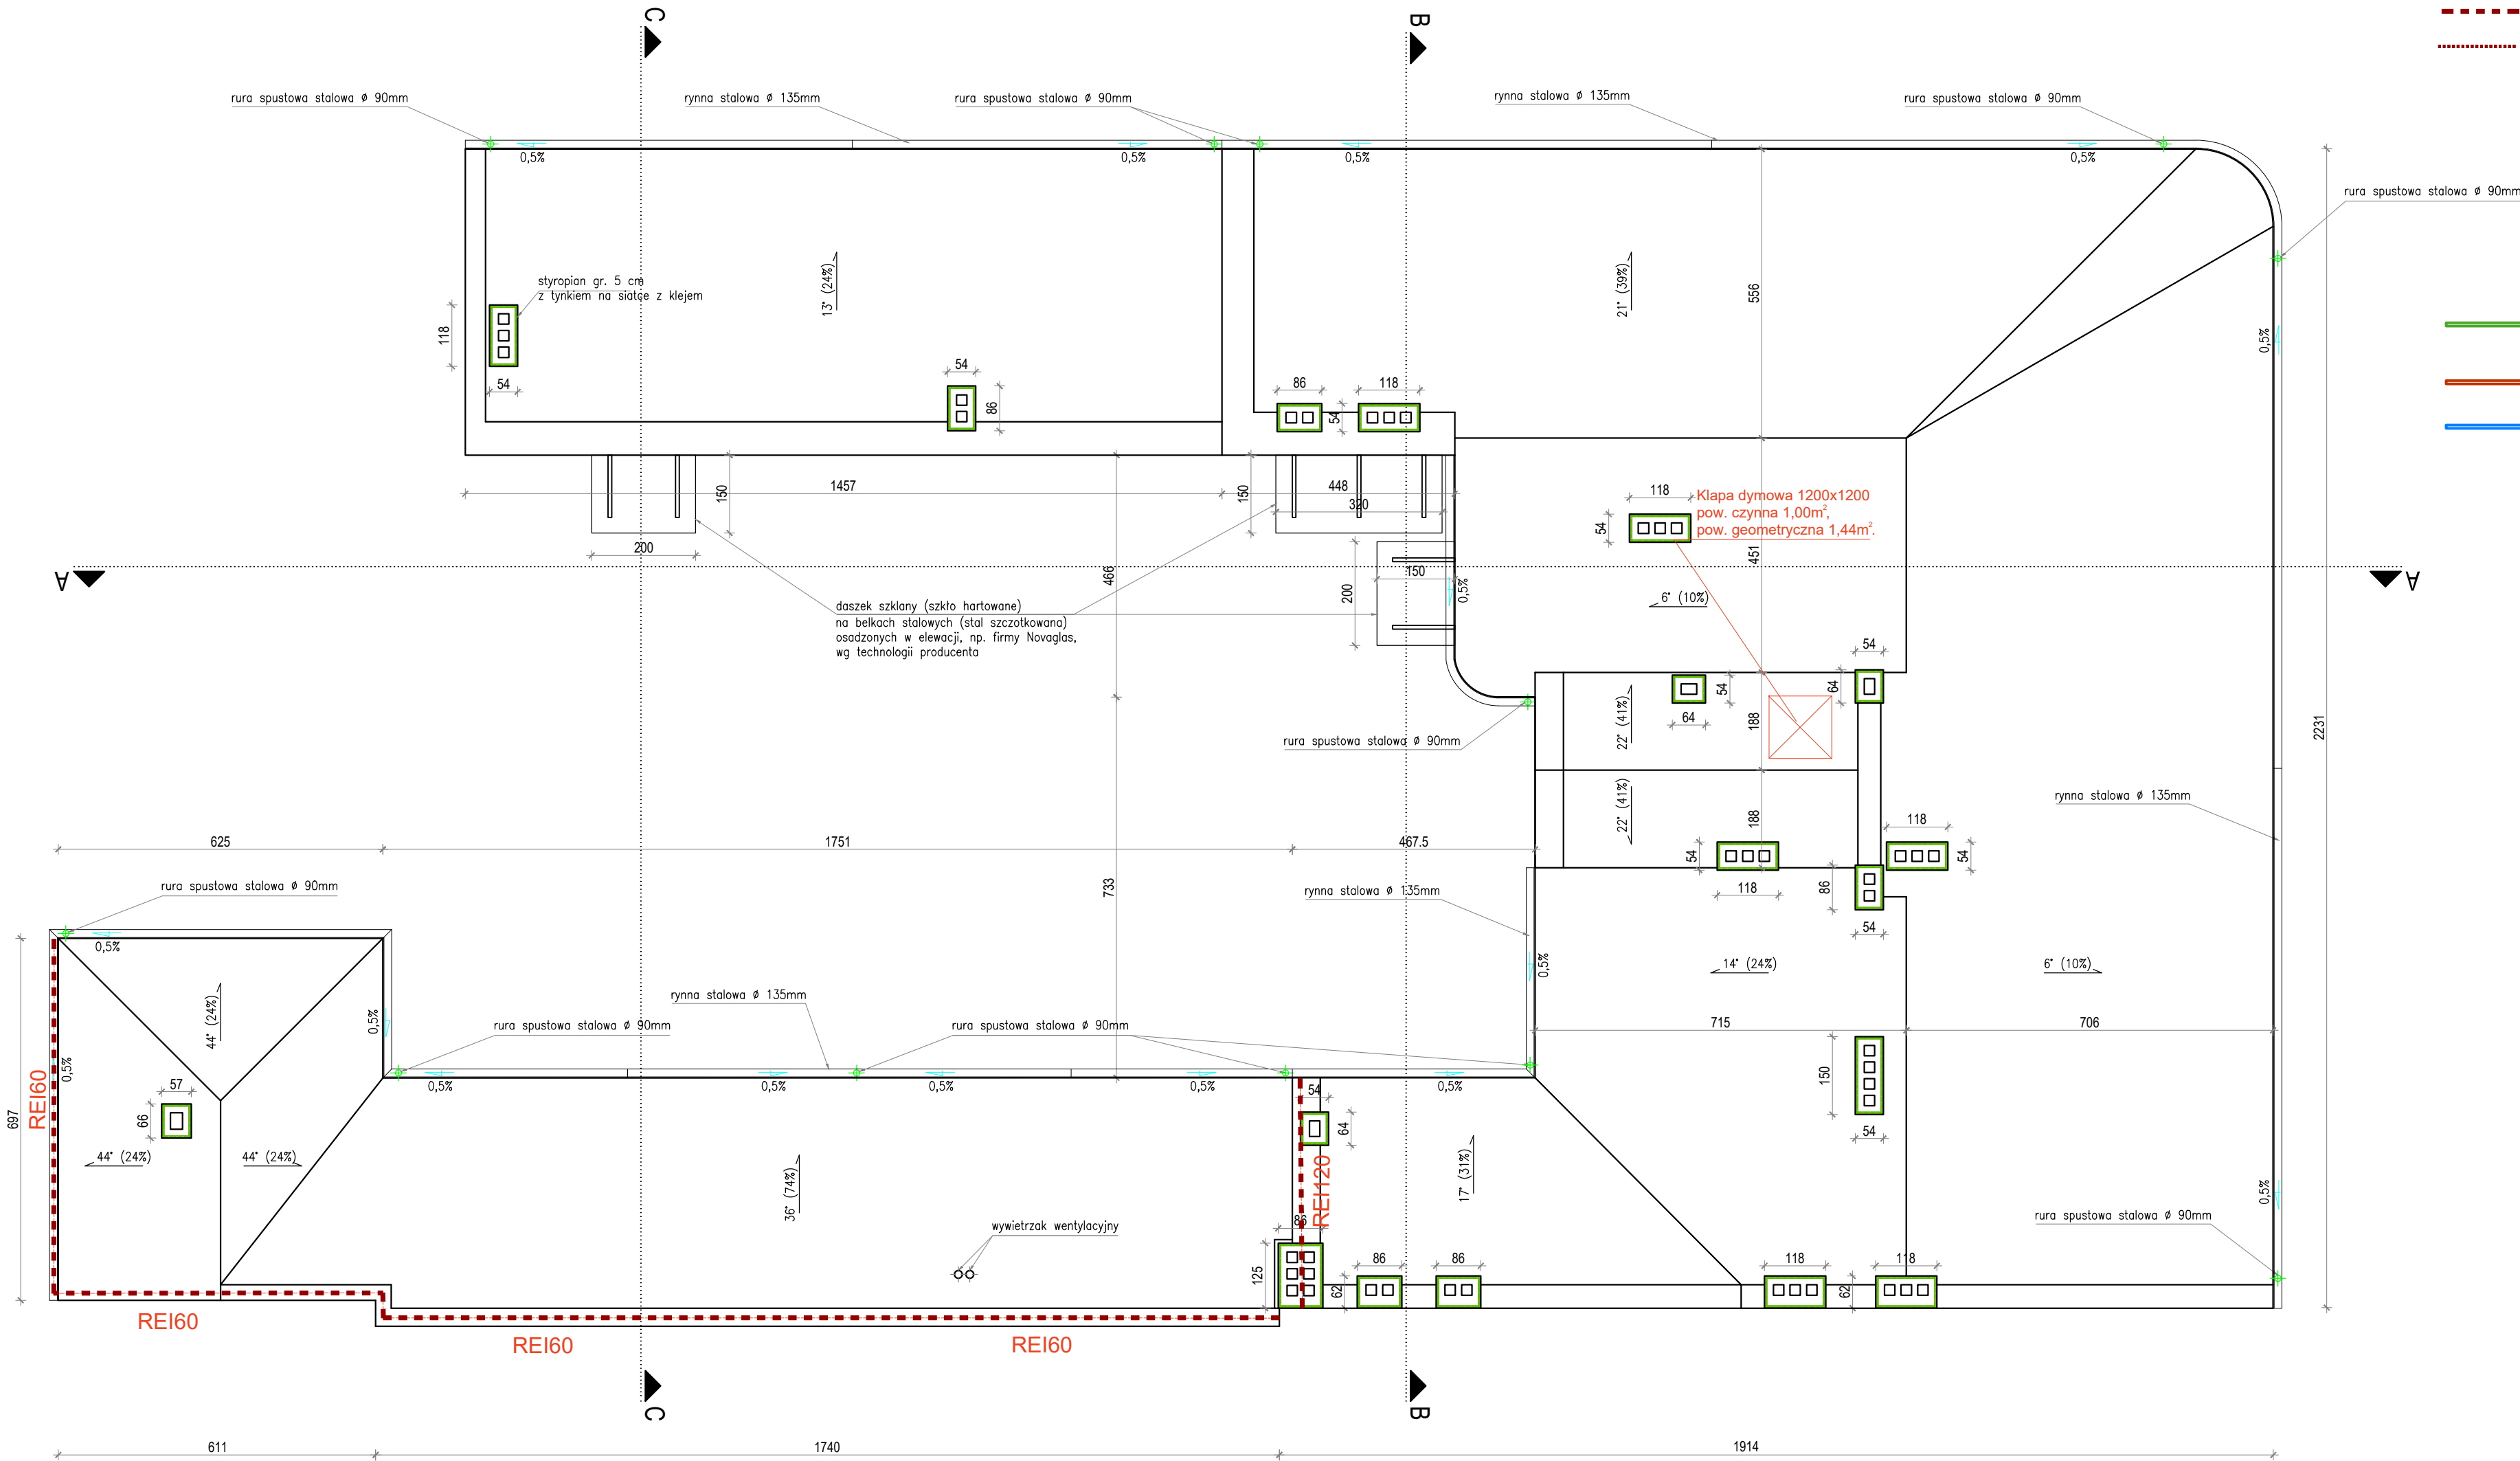 C
B
rura spustowa stalowa ø 90mm
rynna stalowa ø 135mm
rura spustowa stalowa ø 90mm
rynna stalowa ø 135mm
rura spustowa stalowa ø 90mm
0,5%
0,5%
0,5%
0,5%
rura spustowa stalowa ø 90mm
styropian gr. 5 cm
z tynkiem na siatce z klejem
13° (24%)
21° (39%)
556
0,5%
118
54
54
86
86
118
54
1457
448
320
150
150
200
118
54
Klapa dymowa 1200x1200
pow. czynna 1,00m²,
pow. geometryczna 1,44m².
451
A
A
466
150
200
0,5%
6° (10%)
daszek szklany (szkło hartowane)
na belkach stalowych (stal szczotkowana)
osadzonych w elewacji, np. firmy Novaglas,
wg technologii producenta
54
64
54
64
22° (41%)
188
2231
rura spustowa stalowa ø 90mm
22° (41%)
188
rynna stalowa ø 135mm
625
1751
467.5
118
54
54
118
86
54
733
rura spustowa stalowa ø 90mm
rynna stalowa ø 135mm
0,5%
0,5%
14° (24%)
6° (10%)
697
44° (24%)
0,5%
rynna stalowa ø 135mm
rura spustowa stalowa ø 90mm
rura spustowa stalowa ø 90mm
715
706
0,5%
REI60
57
66
0,5%
0,5%
0,5%
0,5%
0,5%
54
64
150
54
44° (24%)
44° (24%)
36° (74%)
17° (31%)
REI120
0,5%
wywietrzak wentylacyjny
86
125
rura spustowa stalowa ø 90mm
86
62
86
118
62
118
REI60
REI60
REI60
C
B
611
1740
1914